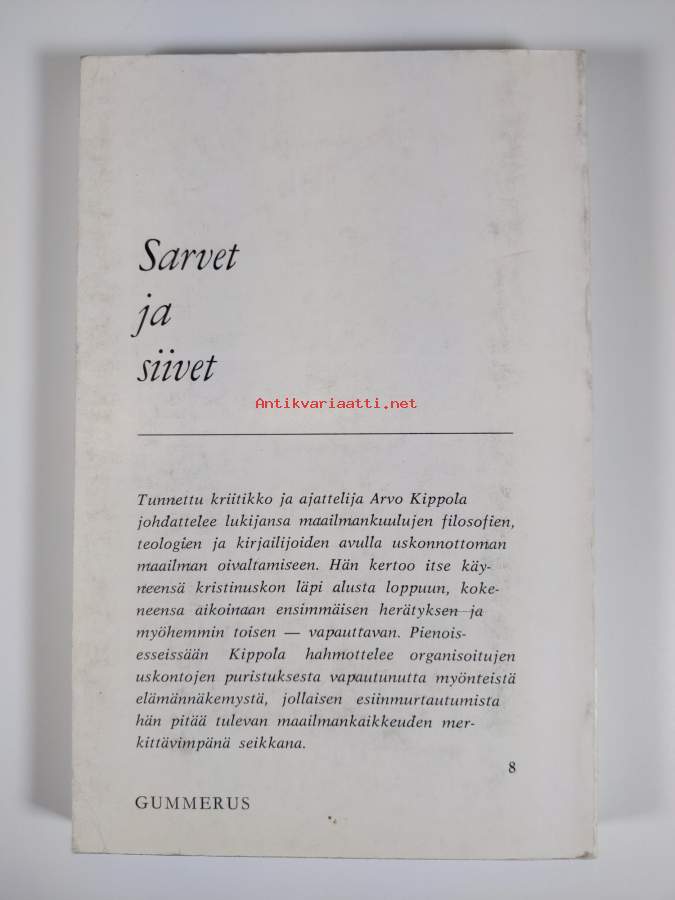 Sarvet
ja
siivet
Antikvariaatti.net
Tunnettu kriitikko ja ajattelija Arvo Kippola
johdattelee lukijansa maailmankuulujen filosofien,
teologien ja kirjailijoiden avulla uskonnottoman
maailman oivaltamiseen. Hän kertoo itse käy-
neensä kristinuskon läpi alusta loppuun, koke-
neensa aikoinaan ensimmäisen herätyksen ja
myöhemmin toisen — vapauttavan. Pienois-
esseissään Kippola hahmottelee organisoitujen
uskontojen puristuksesta vapautunutta myönteistä
elämännäkemystä, jollaisen esiinmurtautumista
hän pitää tulevan maailmankaikkeuden mer-
kittävimpänä seikkana.
8
GUMMERUS